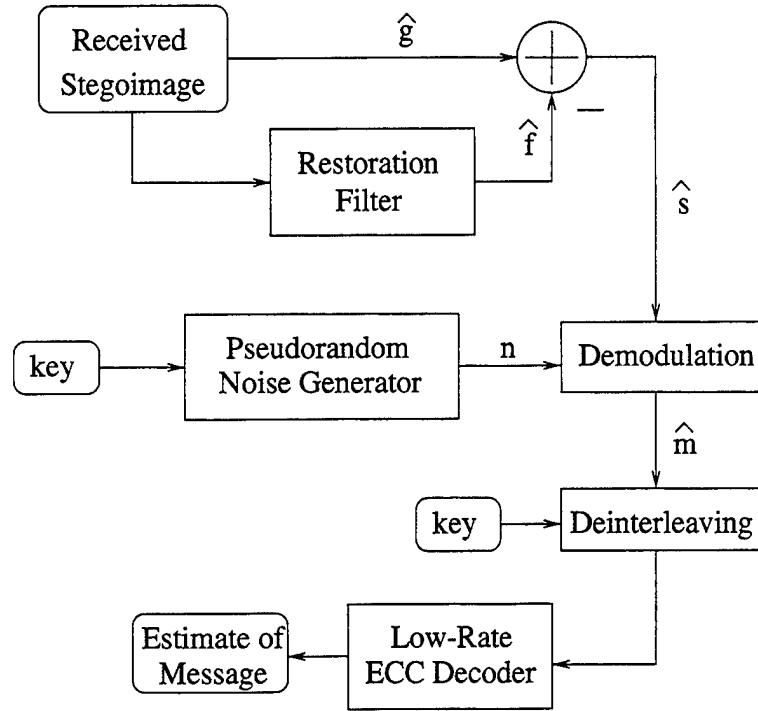 Received
Stegoimage
ĝ
Restoration
Filter
f̂
−
ŝ
key
Pseudorandom
Noise Generator
n
Demodulation
m̂
key
Deinterleaving
Estimate of
Message
Low-Rate
ECC Decoder